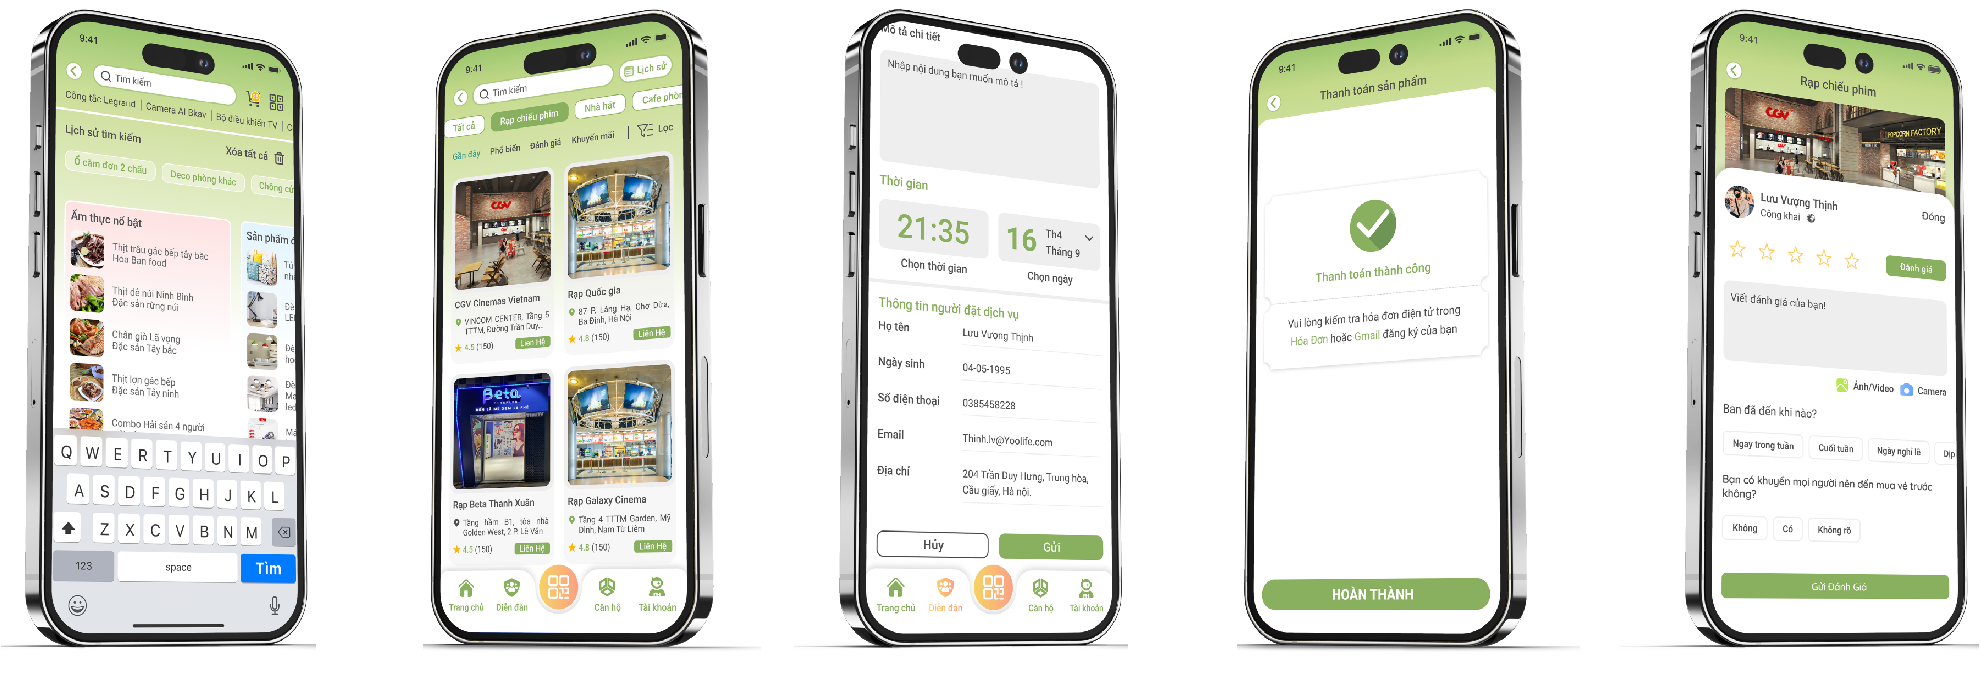 9:41
Tìm kiếm
Công tắc Legrand | Camera AI Bkav | Bộ điều khiển TV | C
Lịch sử tìm kiếm
Xóa tất cả
Ổ cắm đơn 2 chấu
Deco phòng khác
Ẩm thực nổ bật
Thịt trâu gác bếp tây bắc
Hoa Ban food
Thịt dê núi Ninh Bình
Đặc sản rừng núi
Chân giò Lã vọng
Đặc sản Tây bắc
Thịt lợn gác bếp
Đặc sản Tây ninh
Combo Hải sản 4 người
Sản phẩm
Q W E R T Y U I O P
A S D F G H J K L
Z X C V B N M
123
space
Tìm
9:41
Tìm kiếm
Lịch sử
Tất cả
Rạp chiếu phim
Nhà hát
Cafe phòn
Gần đây
Phổ biến
Đánh giá
Khuyến mãi
Lọc
CGV
CGV Cinemas Vietnam
VINCOM CENTER, Tầng 5
TTTM, Đường Trần Duy...
4.5 (150)
Liên Hệ
Rạp Quốc gia
87 P. Láng Hạ, Chợ Dừa,
Ba Đình, Hà Nội
4.8 (150)
Liên Hệ
Beta
Rạp Beta Thanh Xuân
Tầng hầm B1, tòa nhà
Golden West, 2 P. Lê Văn
4.5 (150)
Liên Hệ
Rạp Galaxy Cinema
Tầng 4 TTTM Garden, Mỹ
Đình, Nam Từ Liêm
4.8 (150)
Liên Hệ
Trang chủ
Diễn đàn
Căn hộ
Tài khoản
Mô tả chi tiết
Nhập nội dung bạn muốn mô tả !
Thời gian
21:35
16
Th4
Tháng 9
Chọn thời gian
Chọn ngày
Thông tin người đặt dịch vụ
Họ tên
Lưu Vượng Thịnh
Ngày sinh
04-05-1995
Số điện thoại
0385458228
Email
Thinh.lv@Yoolife.com
Địa chỉ
204 Trần Duy Hưng, Trung hòa,
Cầu giấy, Hà nội.
Hủy
Gửi
Trang chủ
Diễn đàn
Căn hộ
Tài khoản
9:41
Thanh toán sản phẩm
Thanh toán thành công
Vui lòng kiểm tra hóa đơn điện tử trong
Hóa Đơn hoặc Gmail đăng ký của bạn
HOÀN THÀNH
9:41
Rạp chiếu phim
CGV
POPCORN FACTORY
Lưu Vượng Thịnh
Công khai
Đóng
Đánh giá
Viết đánh giá của bạn!
Ảnh/Video
Camera
Bạn đã đến khi nào?
Ngay trong tuần
Cuối tuần
Ngày nghỉ lễ
Dịp
Bạn có khuyến mọi người nên đến mua vé trước
không?
Không
Có
Không rõ
Gửi Đánh Giá